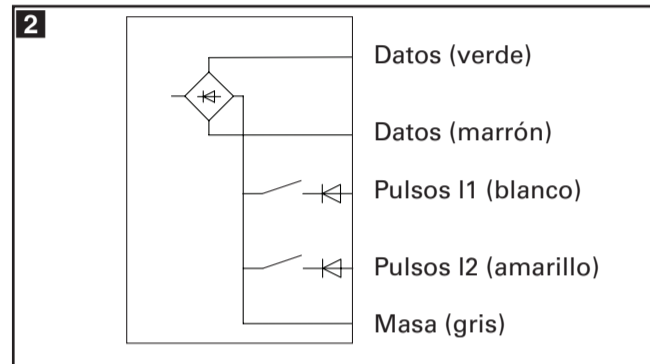 2
Datos (verde)
Datos (marrón)
Pulsos I1 (blanco)
Pulsos I2 (amarillo)
Masa (gris)